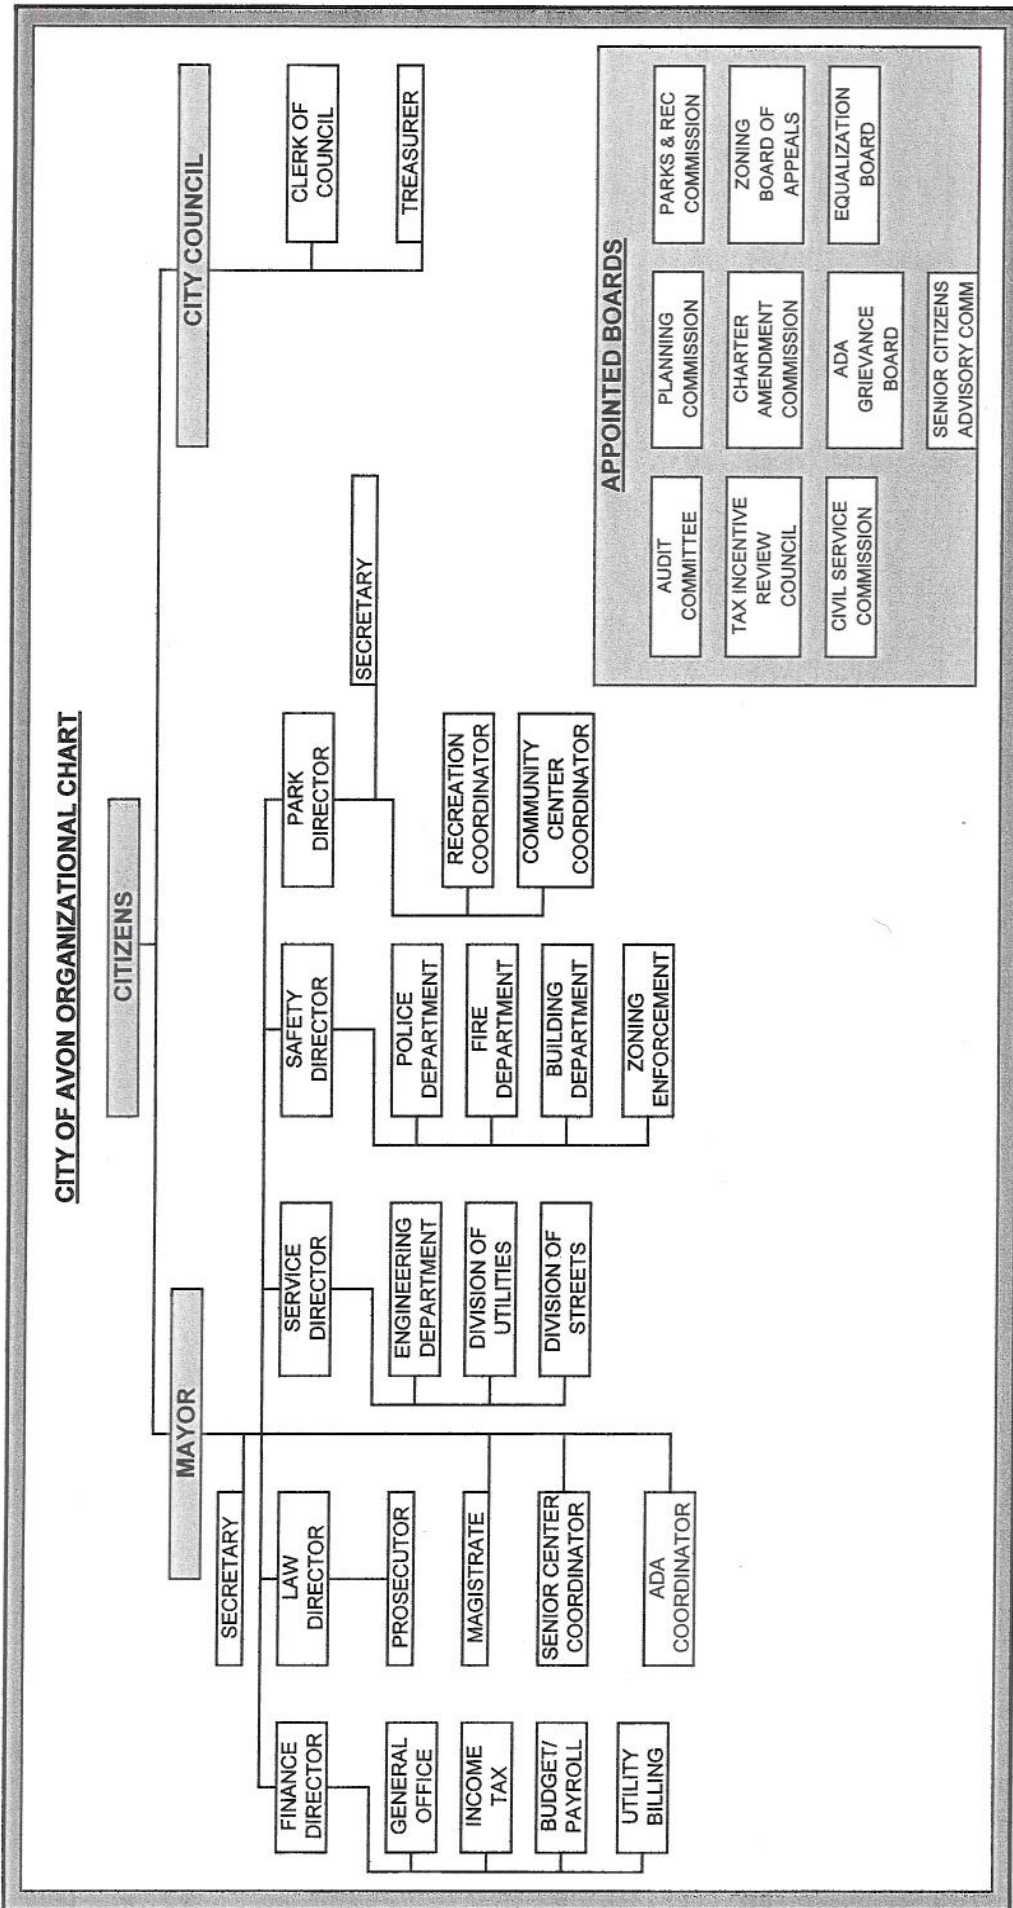 CITY OF AVON ORGANIZATIONAL CHART
CITIZENS
MAYOR
CITY COUNCIL
SECRETARY
FINANCE
DIRECTOR
LAW
DIRECTOR
SERVICE
DIRECTOR
SAFETY
DIRECTOR
PARK
DIRECTOR
CLERK OF
COUNCIL
TREASURER
SECRETARY
GENERAL
OFFICE
INCOME
TAX
BUDGET/
PAYROLL
UTILITY
BILLING
PROSECUTOR
MAGISTRATE
SENIOR CENTER
COORDINATOR
ADA
COORDINATOR
ENGINEERING
DEPARTMENT
DIVISION OF
UTILITIES
DIVISION OF
STREETS
POLICE
DEPARTMENT
FIRE
DEPARTMENT
BUILDING
DEPARTMENT
ZONING
ENFORCEMENT
RECREATION
COORDINATOR
COMMUNITY
CENTER
COORDINATOR
APPOINTED BOARDS
AUDIT
COMMITTEE
PLANNING
COMMISSION
PARKS & REC
COMMISSION
TAX INCENTIVE
REVIEW
COUNCIL
CHARTER
AMENDMENT
COMMISSION
ZONING
BOARD OF
APPEALS
CIVIL SERVICE
COMMISSION
ADA
GRIEVANCE
BOARD
EQUALIZATION
BOARD
SENIOR CITIZENS
ADVISORY COMM